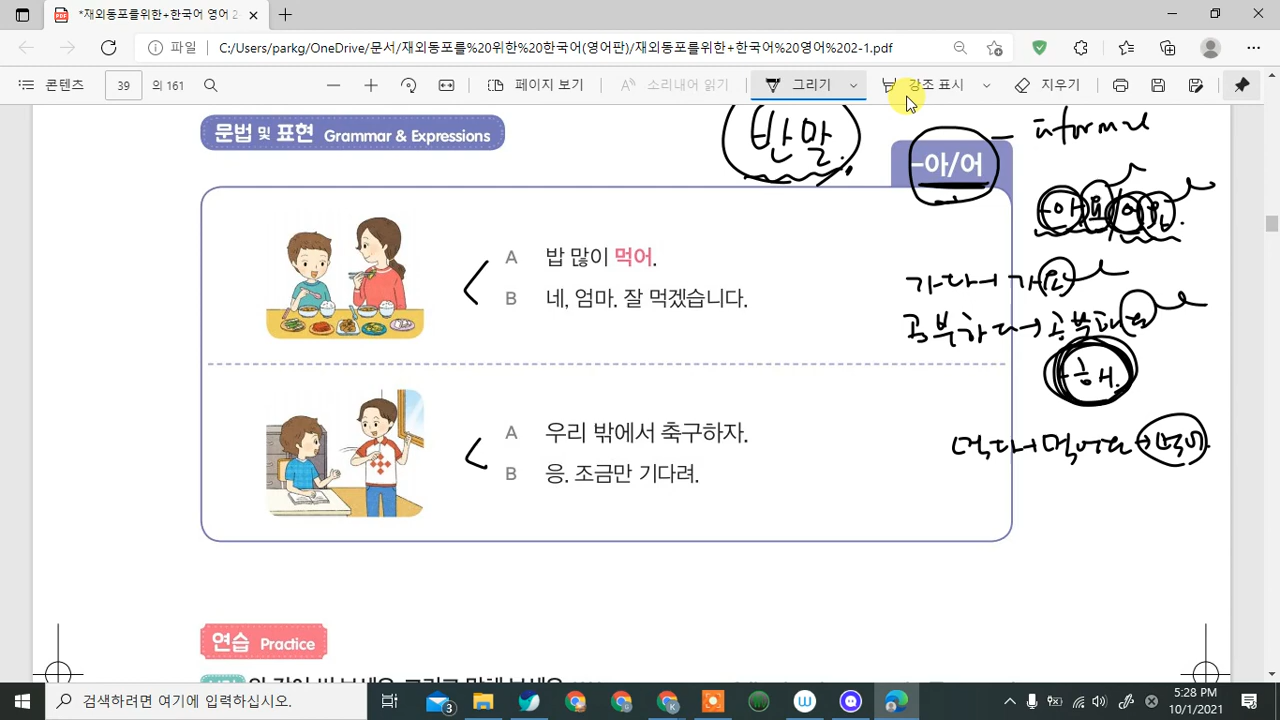 *재외동포를위한+한국어 영어 2
파일 C:/Users/parkg/OneDrive/문서/재외동포를%20위한%20한국어(영어판)/재외동포를위한+한국어%20영어%202-1.pdf
콘텐츠 39 의 161 페이지 보기 소리내어 읽기 그리기 강조 표시 지우기
문법 및 표현 Grammar & Expressions
반말.
-아/어
informal
-아요/어요.
A 밥 많이 먹어.
B 네, 엄마. 잘 먹겠습니다.
가다→가요
공부하다→공부해요
-해.
A 우리 밖에서 축구하자.
먹다→먹어요→먹어.
B 응. 조금만 기다려.
연습 Practice
검색하려면 여기에 입력하십시오.
3
5:28 PM
10/1/2021